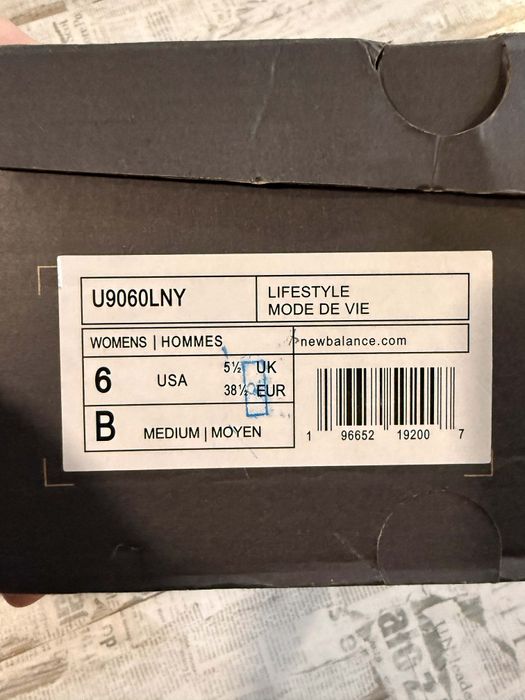 U9060LNY
LIFESTYLE
MODE DE VIE
WOMENS | HOMMES
newbalance.com
6 USA 5½ UK
38½ EUR
B MEDIUM | MOYEN
1 96652 19200 7